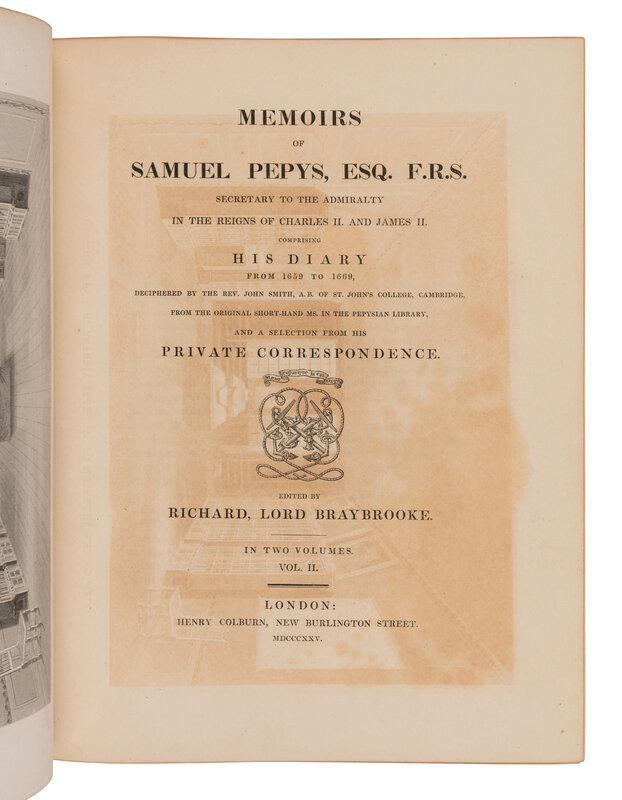 MEMOIRS
OF
SAMUEL PEPYS, ESQ. F.R.S.
SECRETARY TO THE ADMIRALTY
IN THE REIGNS OF CHARLES II. AND JAMES II.
COMPRISING
HIS DIARY
FROM 1659 TO 1669,
DECIPHERED BY THE REV. JOHN SMITH, A.B. OF ST. JOHN'S COLLEGE, CAMBRIDGE,
FROM THE ORIGINAL SHORT-HAND MS. IN THE PEPYSIAN LIBRARY,
AND A SELECTION FROM HIS
PRIVATE CORRESPONDENCE.
EDITED BY
RICHARD, LORD BRAYBROOKE.
IN TWO VOLUMES.
VOL. II.
LONDON:
HENRY COLBURN, NEW BURLINGTON STREET.
MDCCCXXV.